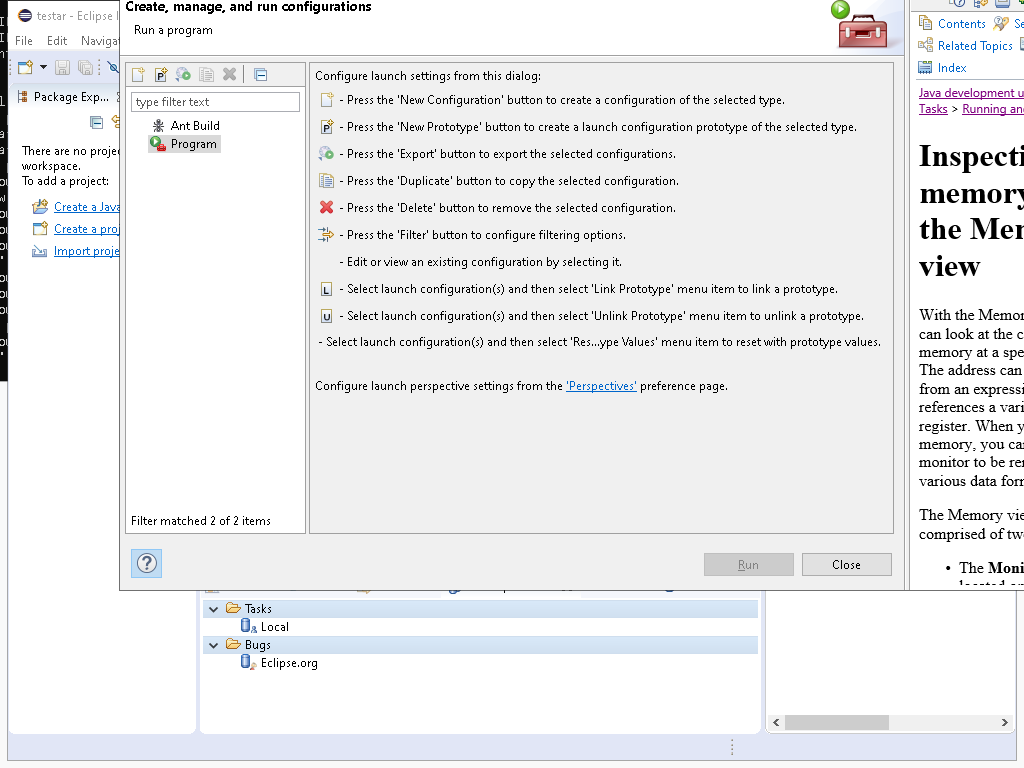 testar - Eclipse I
File Edit Navigat
Package Exp...
There are no proje
workspace.
To add a project:
Create a Java
Create a proj
Import proje
Create, manage, and run configurations
Run a program
type filter text
Ant Build
Program
Filter matched 2 of 2 items
Configure launch settings from this dialog:
- Press the 'New Configuration' button to create a configuration of the selected type.
- Press the 'New Prototype' button to create a launch configuration prototype of the selected type.
- Press the 'Export' button to export the selected configurations.
- Press the 'Duplicate' button to copy the selected configuration.
- Press the 'Delete' button to remove the selected configuration.
- Press the 'Filter' button to configure filtering options.
- Edit or view an existing configuration by selecting it.
L - Select launch configuration(s) and then select 'Link Prototype' menu item to link a prototype.
U - Select launch configuration(s) and then select 'Unlink Prototype' menu item to unlink a prototype.
- Select launch configuration(s) and then select 'Res...ype Values' menu item to reset with prototype values.
Configure launch perspective settings from the 'Perspectives' preference page.
?
Run Close
Contents Se
Related Topics
Index
Java development u
Tasks > Running and
Inspecti
memory
the Mem
view
With the Memor
can look at the c
memory at a spe
The address can
from an expressi
references a vari
register. When y
memory, you can
monitor to be ren
various data form
The Memory vie
comprised of two
• The Moni
Tasks
Local
Bugs
Eclipse.org